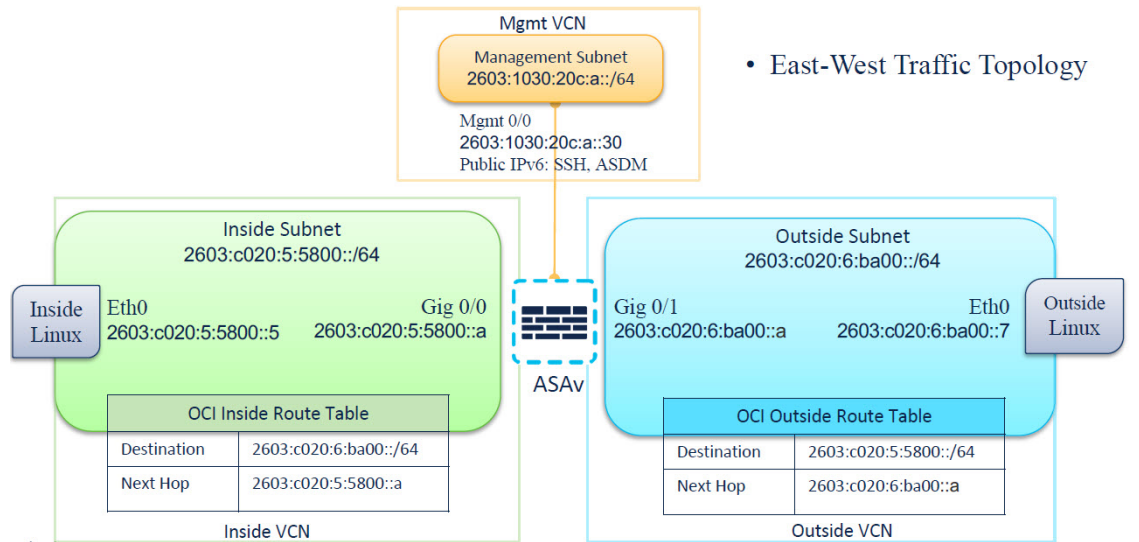 Mgmt VCN
Management Subnet
2603:1030:20c:a::/64
• East-West Traffic Topology
Mgmt 0/0
2603:1030:20c:a::30
Public IPv6: SSH, ASDM
Inside Subnet
2603:c020:5:5800::/64
Outside Subnet
2603:c020:6:ba00::/64
Inside
Linux
Eth0
2603:c020:5:5800::5
Gig 0/0
2603:c020:5:5800::a
ASAv
Gig 0/1
2603:c020:6:ba00::a
Eth0
2603:c020:6:ba00::7
Outside
Linux
OCI Inside Route Table
Destination 2603:c020:6:ba00::/64
Next Hop 2603:c020:5:5800::a
Inside VCN
OCI Outside Route Table
Destination 2603:c020:5:5800::/64
Next Hop 2603:c020:6:ba00::a
Outside VCN